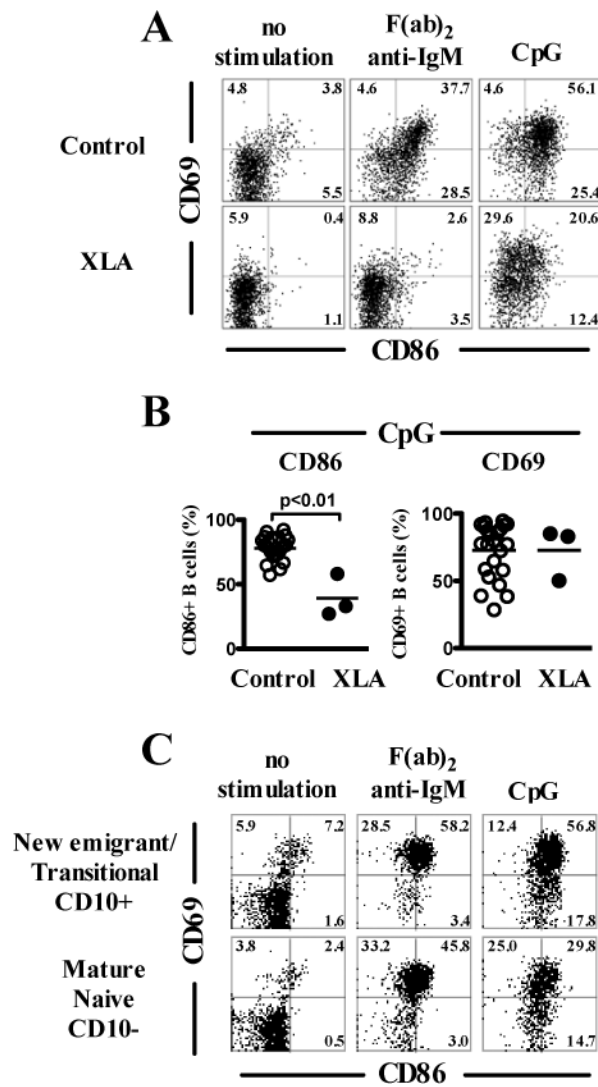 A
no stimulation
F(ab)2 anti-IgM
CpG
Control
4.8 3.8 5.5
4.6 37.7 28.5
4.6 56.1 25.4
CD69
XLA
5.9 0.4 1.1
8.8 2.6 3.5
29.6 20.6 12.4
CD86
B
CpG
CD86
CD69
p<0.01
CD86+ B cells (%)
100
50
0
Control XLA
CD69+ B cells (%)
100
50
0
Control XLA
C
no stimulation
F(ab)2 anti-IgM
CpG
New emigrant/
Transitional
CD10+
5.9 7.2 1.6
28.5 58.2 3.4
12.4 56.8 17.8
CD69
Mature
Naive
CD10-
3.8 2.4 0.5
33.2 45.8 3.0
25.0 29.8 14.7
CD86